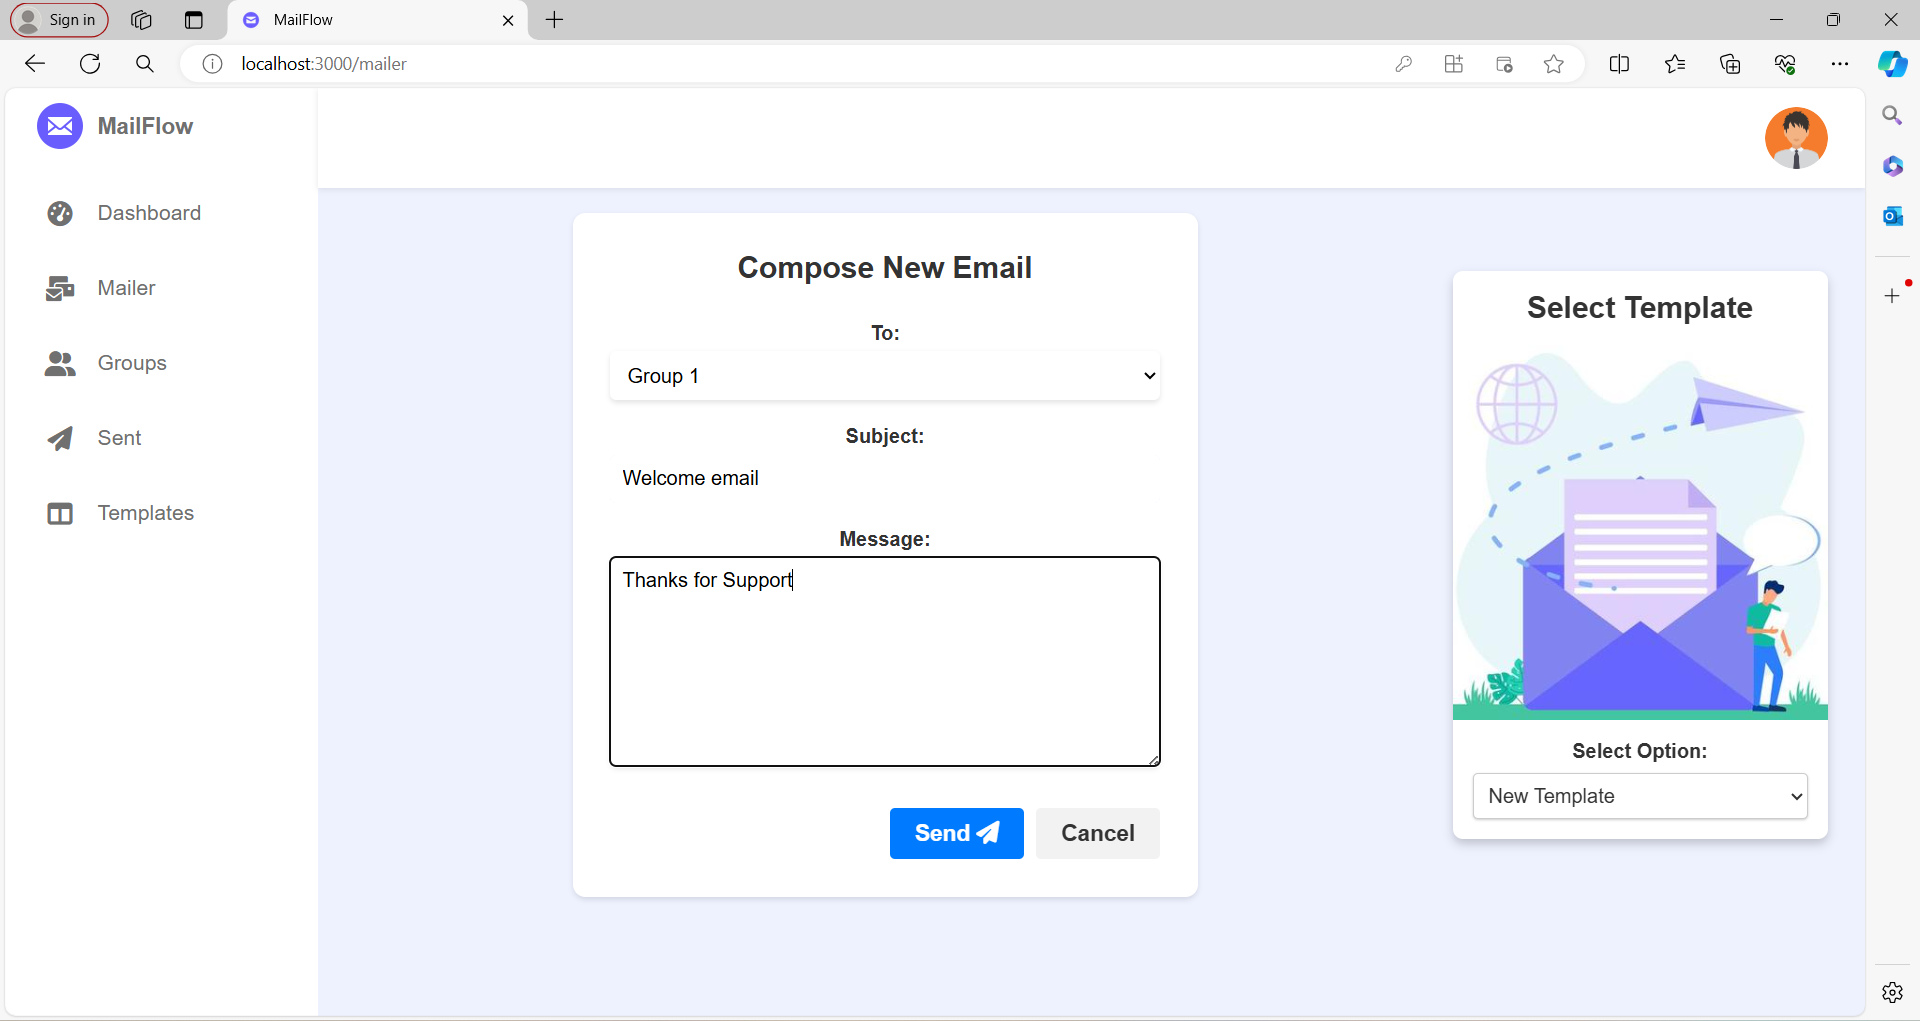 Sign in
MailFlow
localhost:3000/mailer
MailFlow
Dashboard
Mailer
Groups
Sent
Templates
Compose New Email
To:
Group 1
Subject:
Welcome email
Message:
Thanks for Support
Send
Cancel
Select Template
Select Option:
New Template